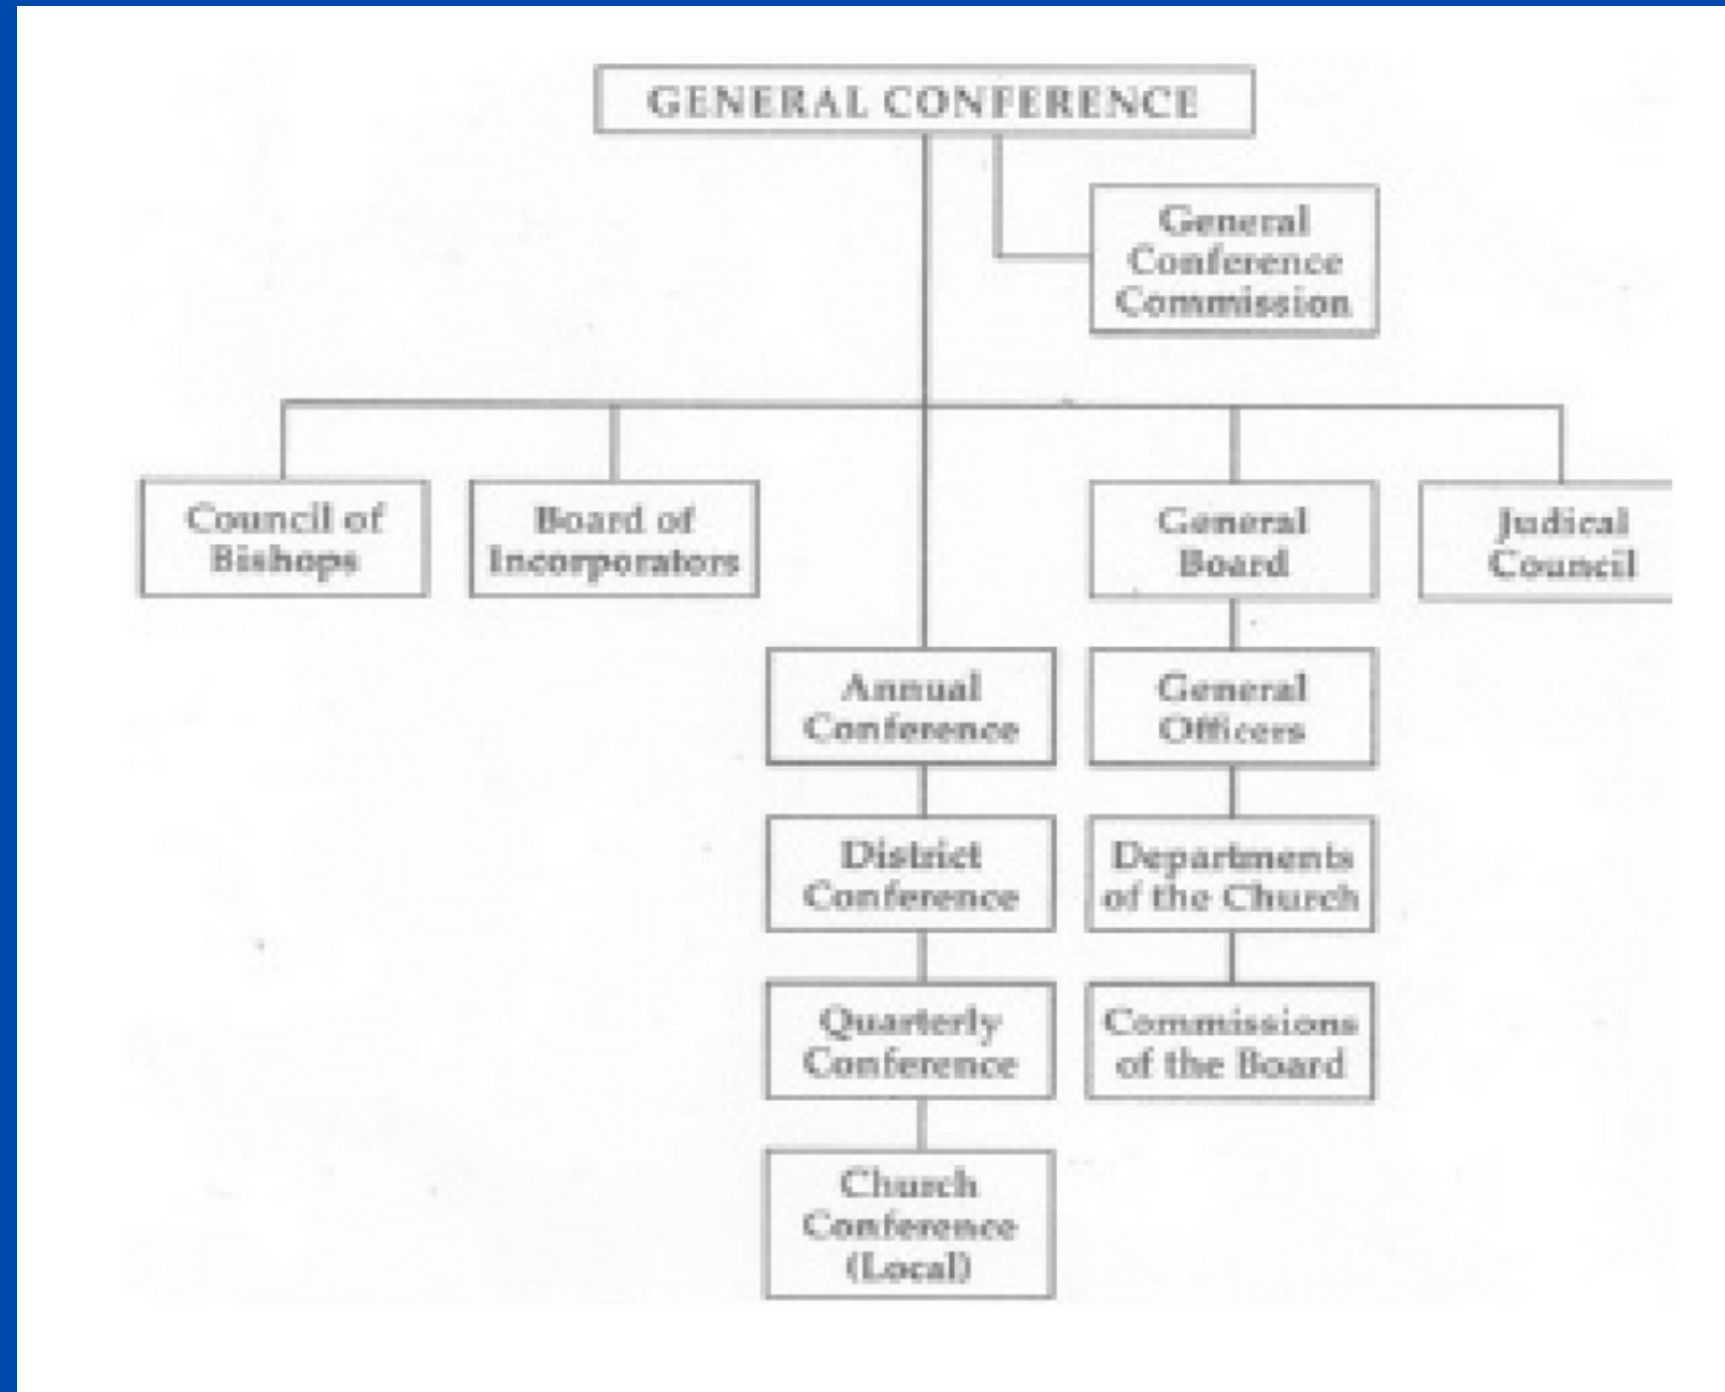 GENERAL CONFERENCE
General
Conference
Commission
Council of
Bishops
Board of
Incorporators
General
Board
Judical
Council
Annual
Conference
General
Officers
District
Conference
Departments
of the Church
Quarterly
Conference
Commissions
of the Board
Church
Conference
(Local)